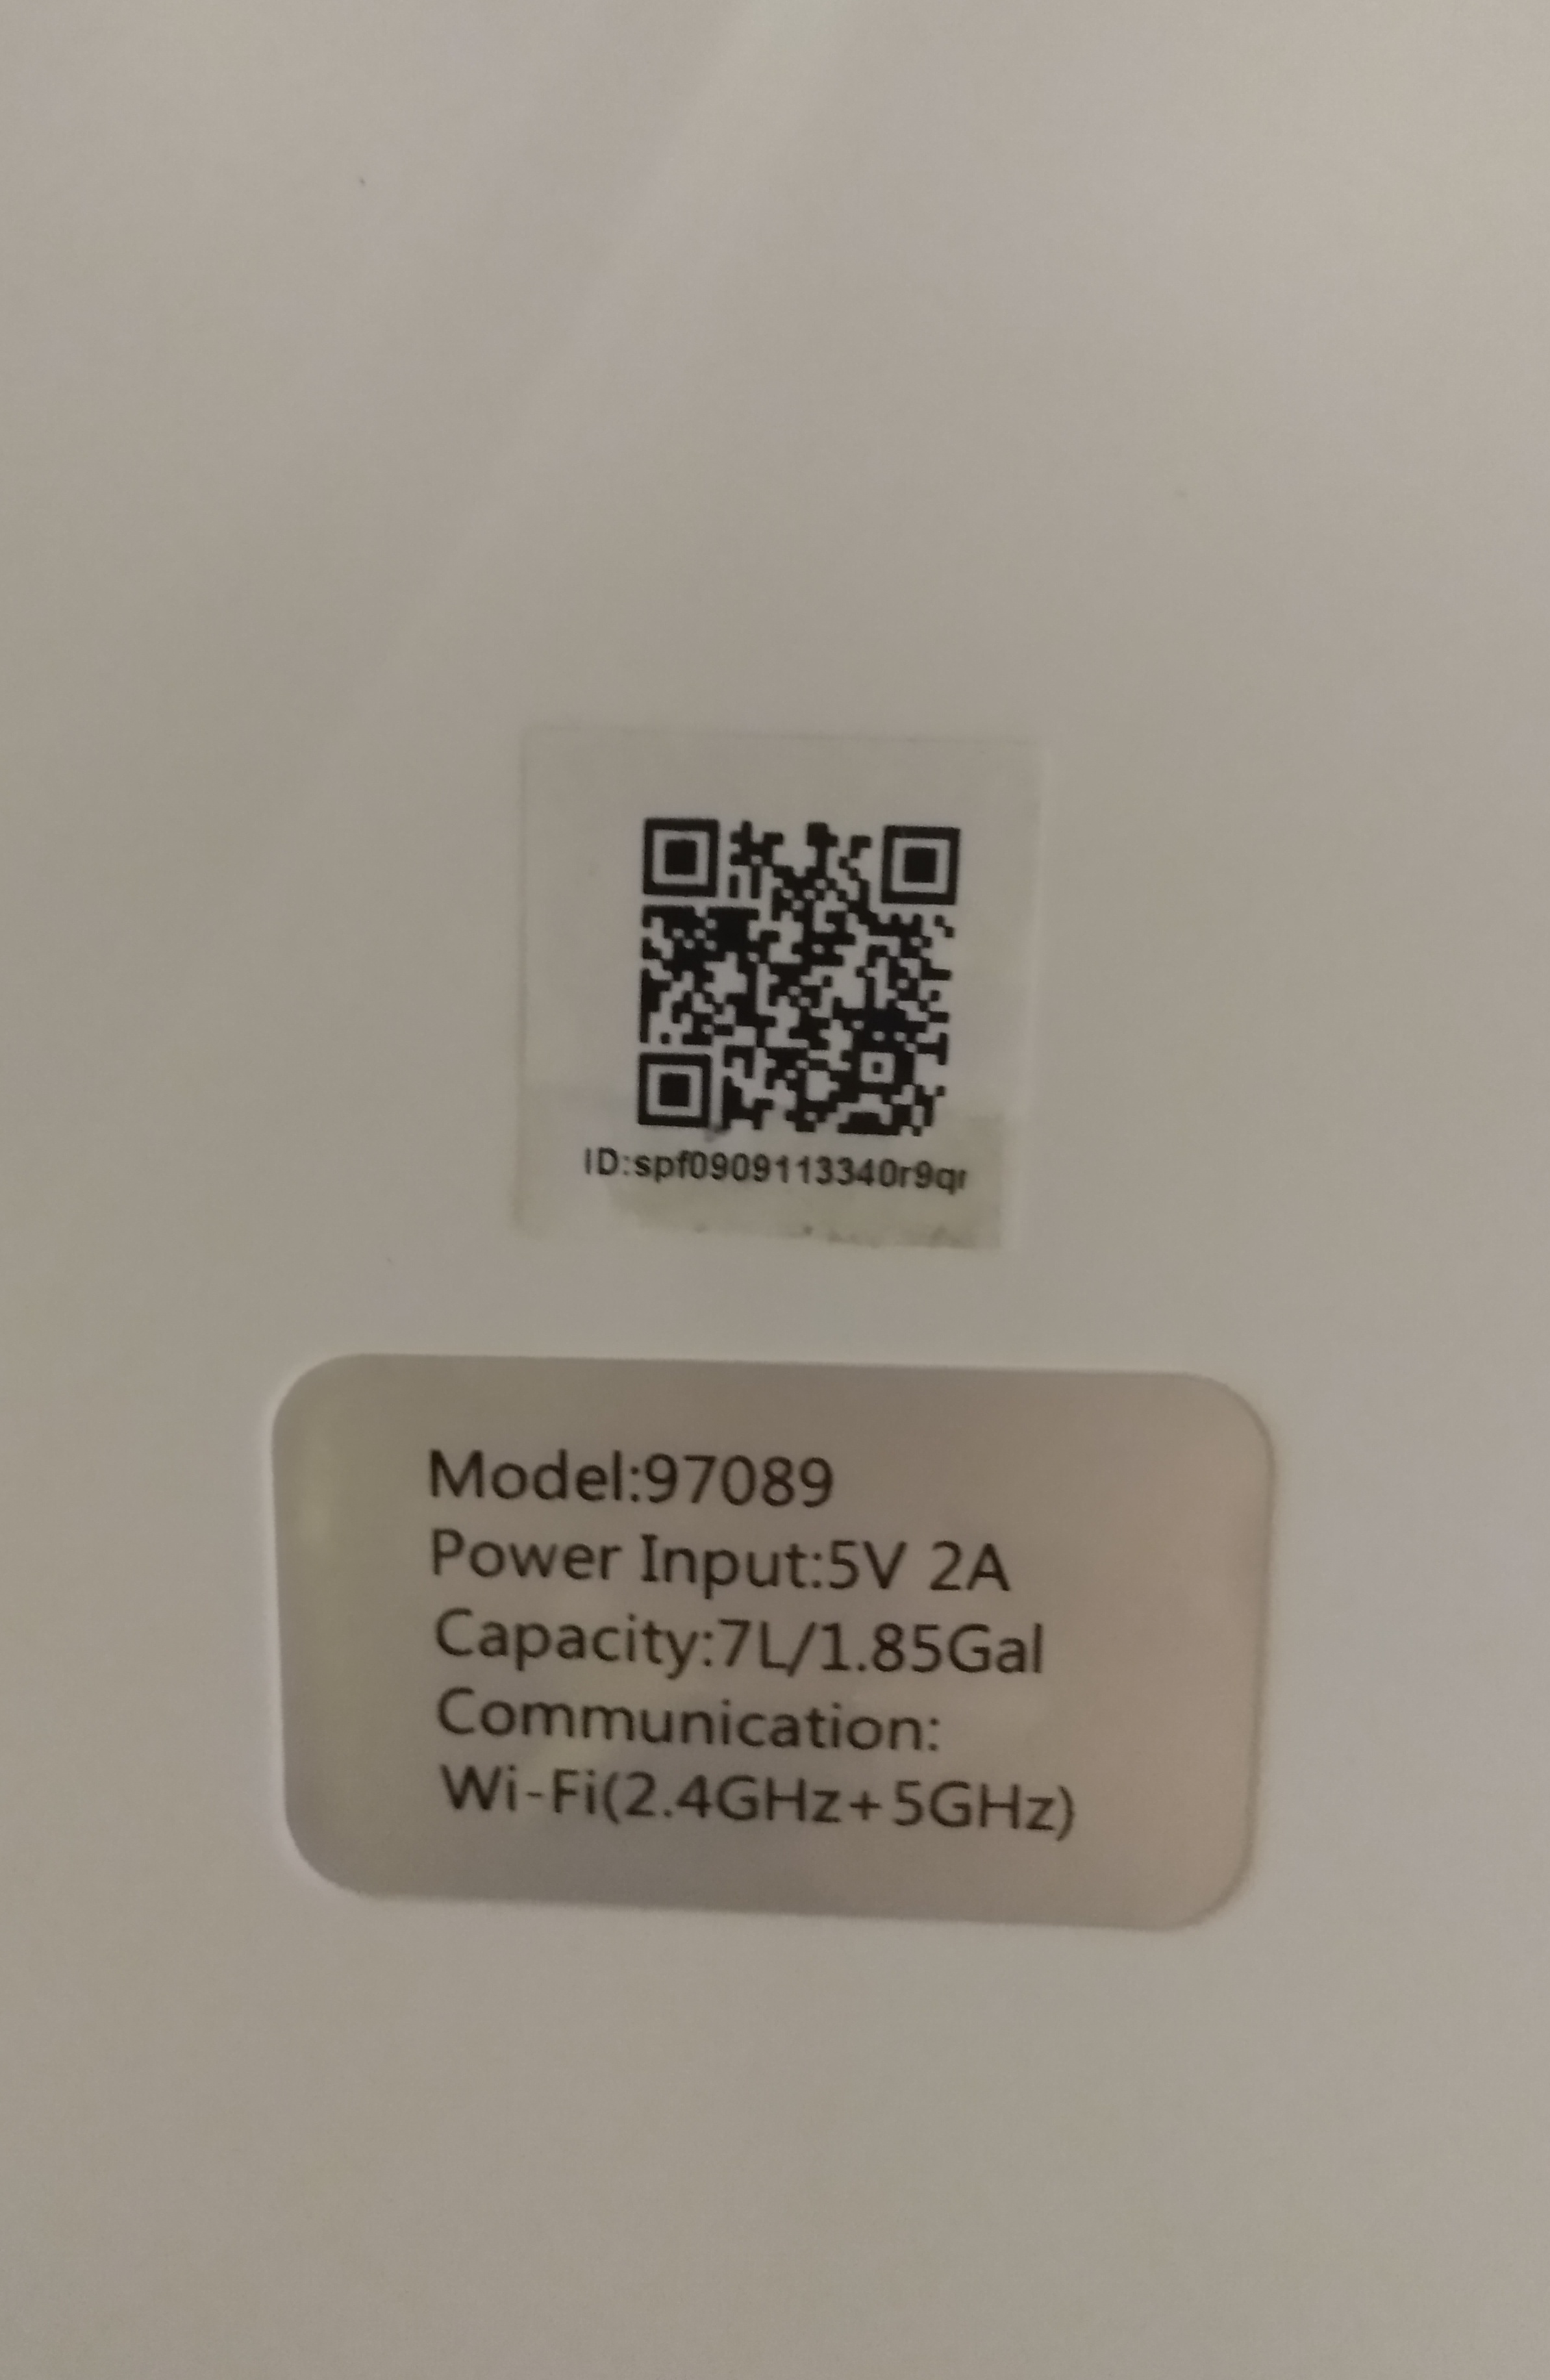 ID:spf0909113340r9qr
Model:97089
Power Input:5V 2A
Capacity:7L/1.85Gal
Communication:
Wi-Fi(2.4GHz+5GHz)